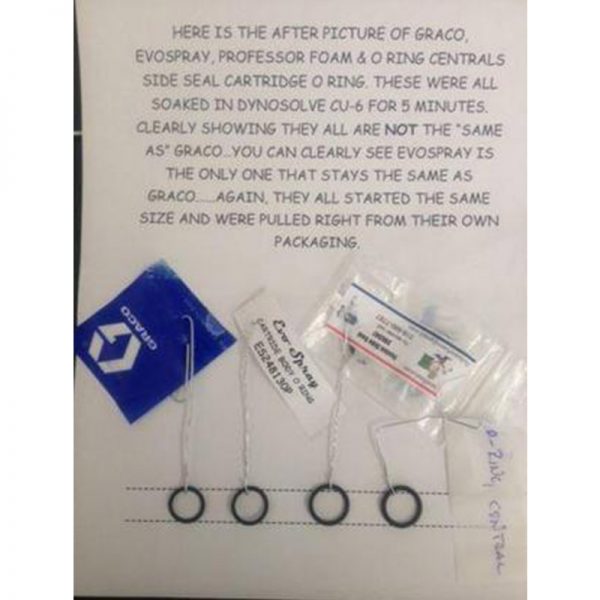 HERE IS THE AFTER PICTURE OF GRACO,
EVOSPRAY, PROFESSOR FOAM & O RING CENTRALS
SIDE SEAL CARTRIDGE O RING. THESE WERE ALL
SOAKED IN DYNOSOLVE CU-6 FOR 5 MINUTES.
CLEARLY SHOWING THEY ALL ARE NOT THE "SAME
AS" GRACO...YOU CAN CLEARLY SEE EVOSPRAY IS
THE ONLY ONE THAT STAYS THE SAME AS
GRACO......AGAIN, THEY ALL STARTED THE SAME
SIZE AND WERE PULLED RIGHT FROM THEIR OWN
PACKAGING.
GRACO
Evo-Spray
CARTRIDE BODY O RING
ES248130P
O-RING
CENTRAL